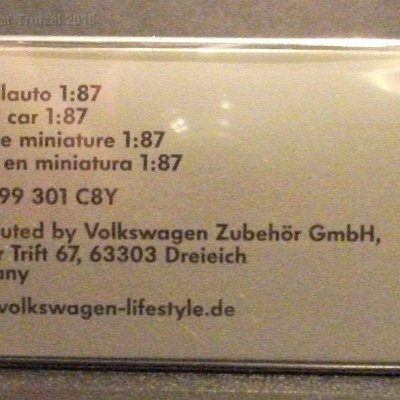 lauto 1:87
car 1:87
e miniature 1:87
en miniatura 1:87
99 301 C8Y
uted by Volkswagen Zubehör GmbH,
r Trift 67, 63303 Dreieich
any
volkswagen-lifestyle.de